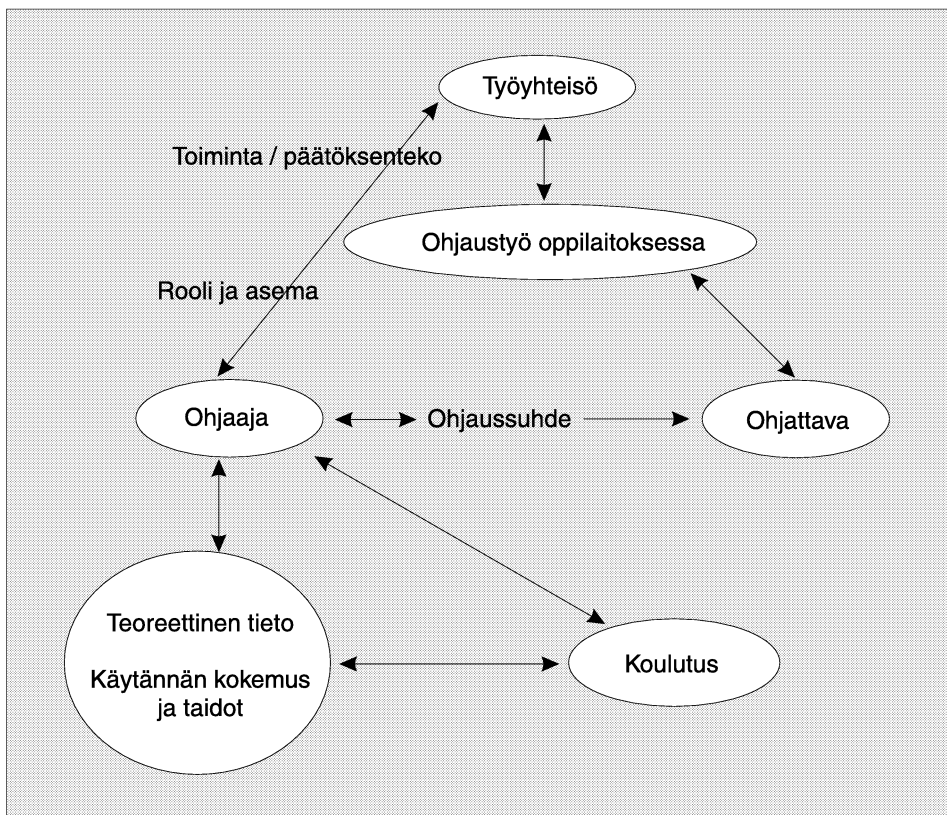 Työyhteisö
Toiminta / päätöksenteko
Ohjaustyö oppilaitoksessa
Rooli ja asema
Ohjaaja
Ohjaussuhde
Ohjattava
Teoreettinen tieto
Käytännän kokemus
ja taidot
Koulutus